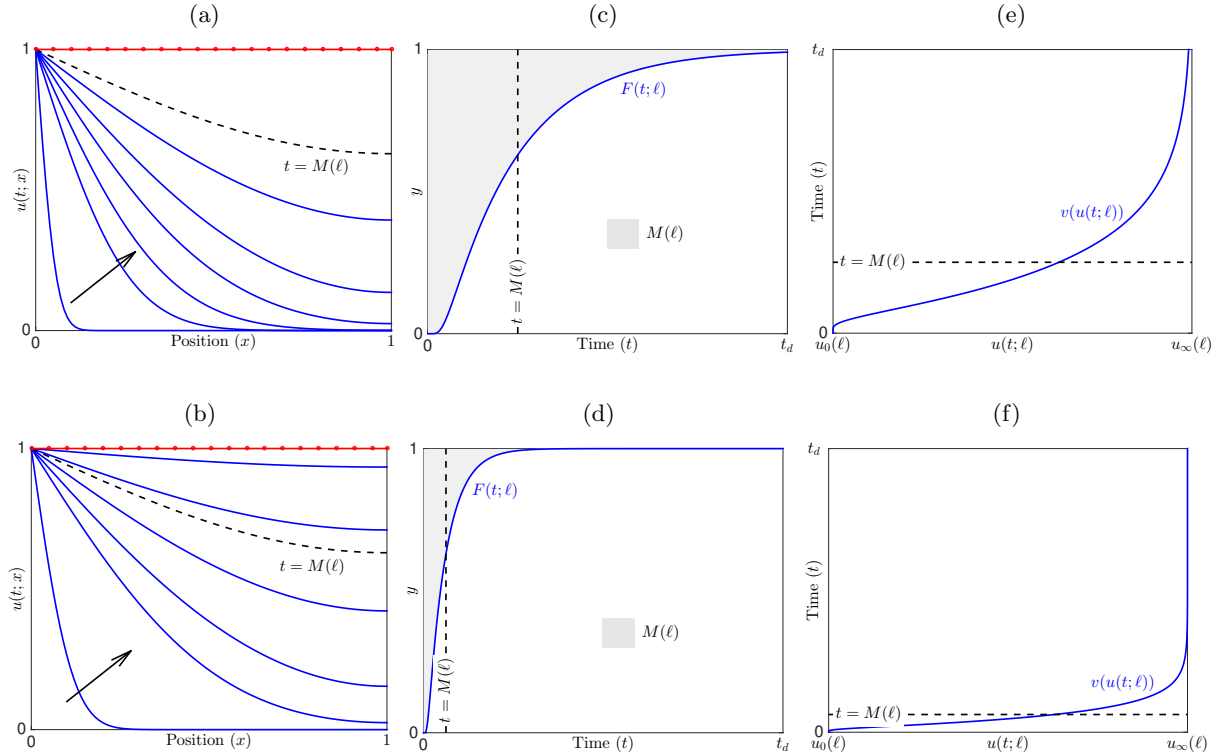 (a)
1
u(t; x)
t = M(ℓ)
0
0
Position (x)
1
(c)
1
y
F(t; ℓ)
t = M(ℓ)
M(ℓ)
0
0
Time (t)
t_d
(e)
t_d
Time (t)
v(u(t; ℓ))
t = M(ℓ)
0
u_0(ℓ)
u(t; ℓ)
u_∞(ℓ)
(b)
1
u(t; x)
t = M(ℓ)
0
0
Position (x)
1
(d)
1
y
F(t; ℓ)
t = M(ℓ)
M(ℓ)
0
0
Time (t)
t_d
(f)
t_d
Time (t)
v(u(t; ℓ))
t = M(ℓ)
0
u_0(ℓ)
u(t; ℓ)
u_∞(ℓ)